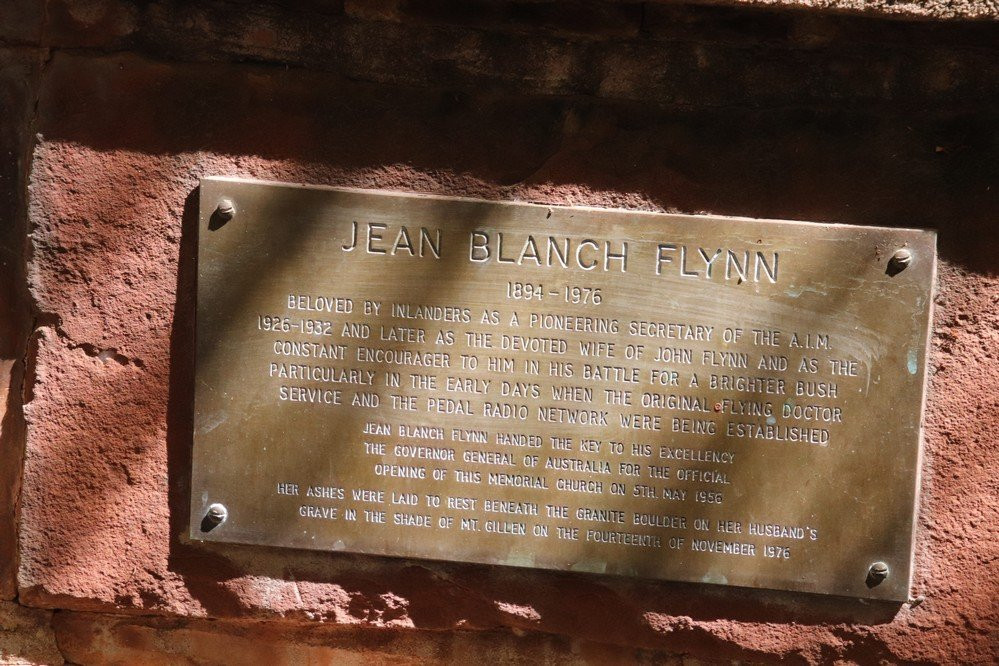 JEAN BLANCH FLYNN
1894-1976
BELOVED BY INLANDERS AS A PIONEERING SECRETARY OF THE A.I.M.
1926-1932 AND LATER AS THE DEVOTED WIFE OF JOHN FLYNN AND AS THE
CONSTANT ENCOURAGER TO HIM IN HIS BATTLE FOR A BRIGHTER BUSH
PARTICULARLY IN THE EARLY DAYS WHEN THE ORIGINAL FLYING DOCTOR
SERVICE AND THE PEDAL RADIO NETWORK WERE BEING ESTABLISHED
JEAN BLANCH FLYNN HANDED THE KEY TO HIS EXCELLENCY
THE GOVERNOR GENERAL OF AUSTRALIA FOR THE OFFICIAL
OPENING OF THIS MEMORIAL CHURCH ON 5TH. MAY 1956
HER ASHES WERE LAID TO REST BENEATH THE GRANITE BOULDER ON HER HUSBAND'S
GRAVE IN THE SHADE OF MT. GILLEN ON THE FOURTEENTH OF NOVEMBER 1976